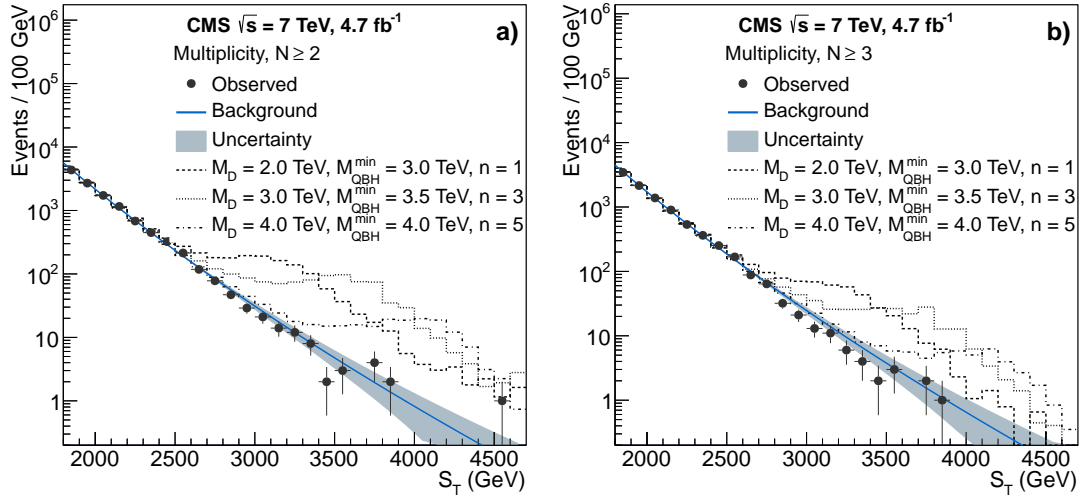 CMS √s = 7 TeV, 4.7 fb⁻¹
a)
Multiplicity, N ≥ 2
Observed
Background
Uncertainty
M_D = 2.0 TeV, M_QBH^min = 3.0 TeV, n = 1
M_D = 3.0 TeV, M_QBH^min = 3.5 TeV, n = 3
M_D = 4.0 TeV, M_QBH^min = 4.0 TeV, n = 5
Events / 100 GeV
10⁶
10⁵
10⁴
10³
10²
10
1
2000 2500 3000 3500 4000 4500
S_T (GeV)
CMS √s = 7 TeV, 4.7 fb⁻¹
b)
Multiplicity, N ≥ 3
Observed
Background
Uncertainty
M_D = 2.0 TeV, M_QBH^min = 3.0 TeV, n = 1
M_D = 3.0 TeV, M_QBH^min = 3.5 TeV, n = 3
M_D = 4.0 TeV, M_QBH^min = 4.0 TeV, n = 5
Events / 100 GeV
10⁶
10⁵
10⁴
10³
10²
10
1
2000 2500 3000 3500 4000 4500
S_T (GeV)